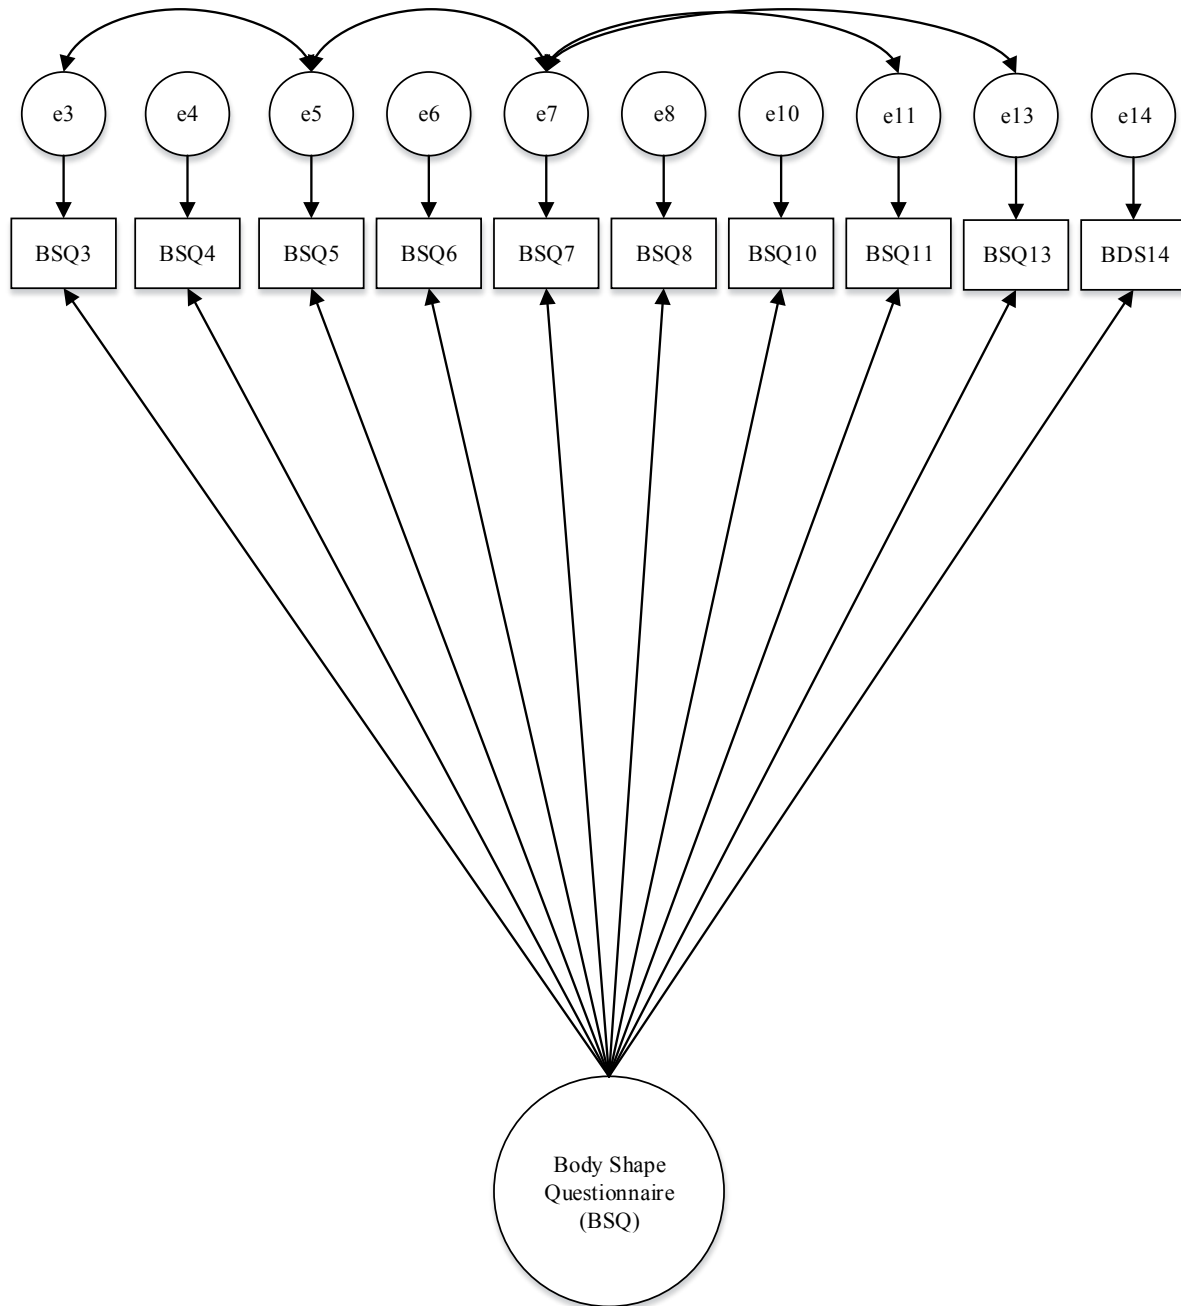 e3 e4 e5 e6 e7 e8 e10 e11 e13 e14
BSQ3 BSQ4 BSQ5 BSQ6 BSQ7 BSQ8 BSQ10 BSQ11 BSQ13 BDS14
Body Shape
Questionnaire
(BSQ)